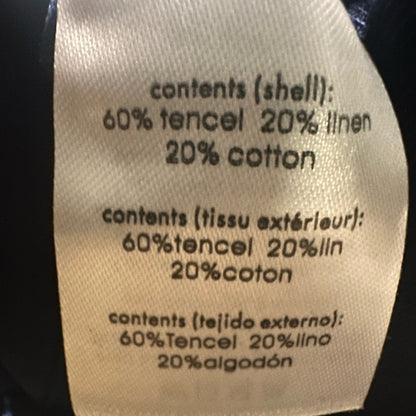 contents (shell):
60% tencel 20% linen
20% cotton
contents (tissu extérieur):
60%tencel 20%lin
20%coton
contents (tejido externo):
60%Tencel 20%lino
20%algodón